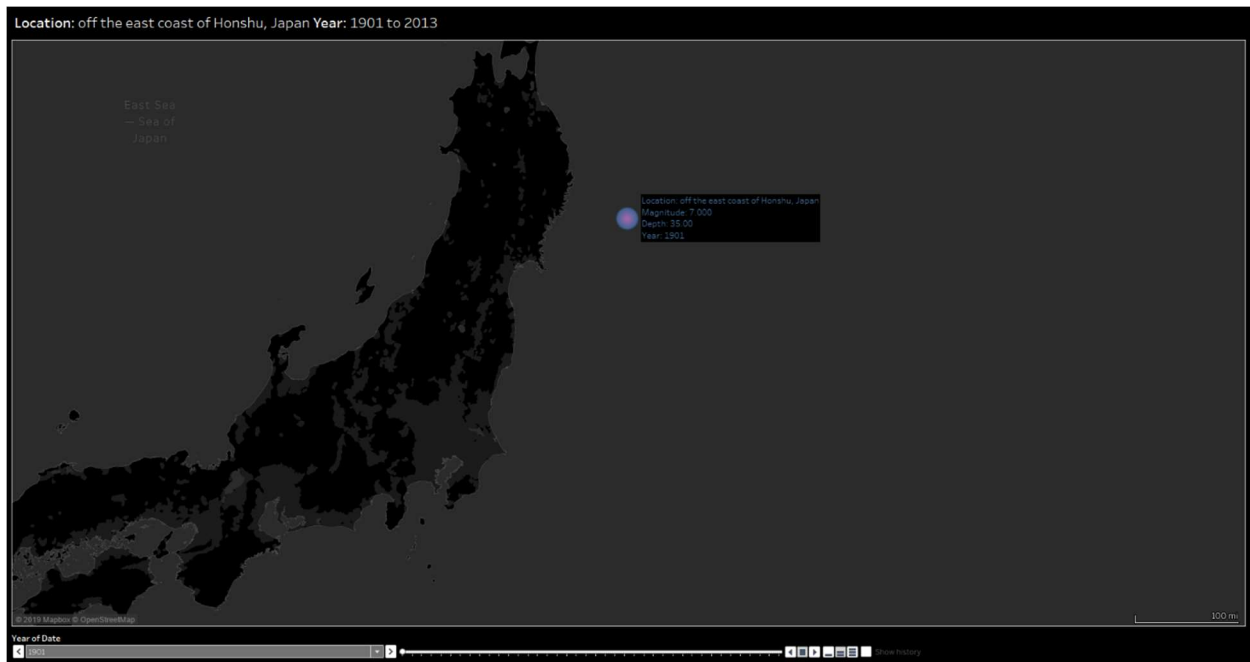 Location: off the east coast of Honshu, Japan Year: 1901 to 2013
East Sea
— Sea of
Japan
Location: off the east coast of Honshu, Japan
Magnitude: 7.000
Depth: 35.00
Year: 1901
© 2019 Mapbox © OpenStreetMap
100 mi
Year of Date
1901
Show history